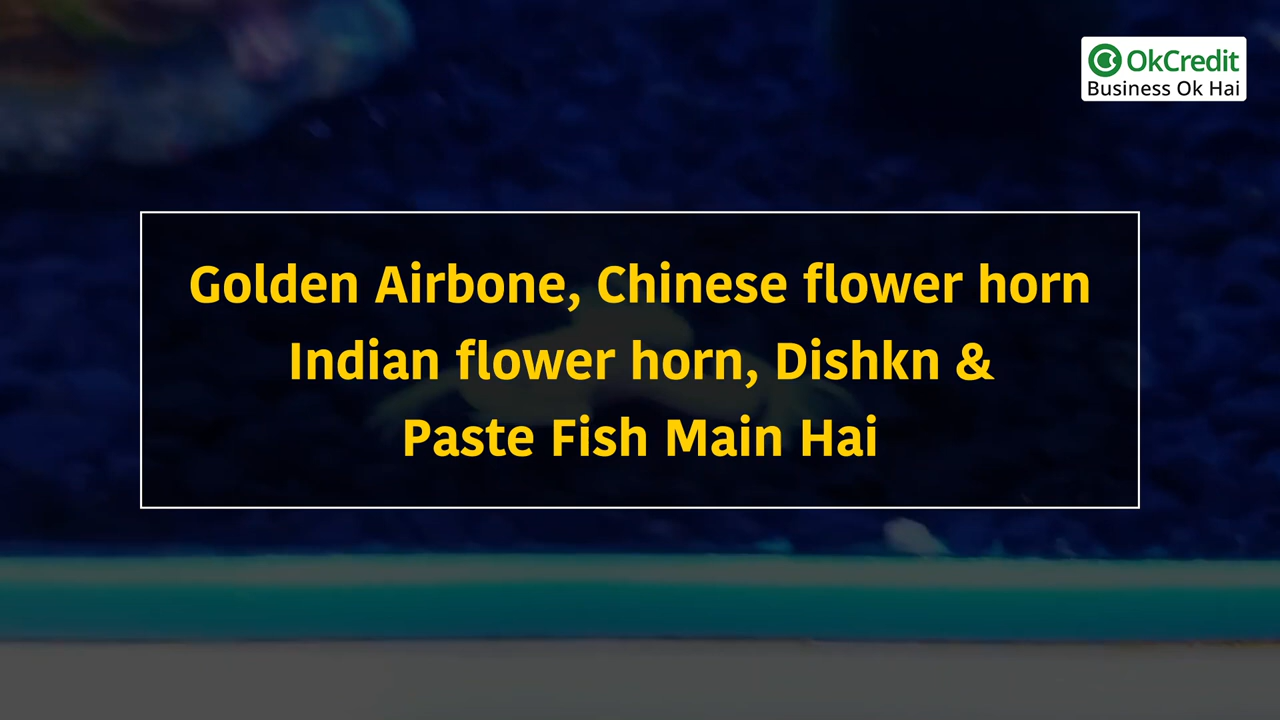 OkCredit
Business Ok Hai
Golden Airbone, Chinese flower horn
Indian flower horn, Dishkn &
Paste Fish Main Hai